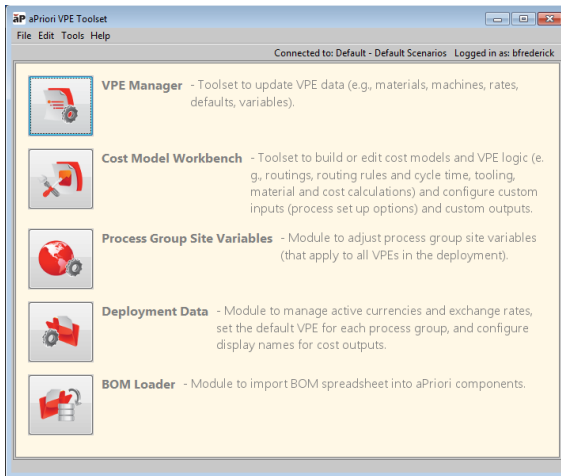 aP aPriori VPE Toolset
File Edit Tools Help
Connected to: Default - Default Scenarios Logged in as: bfrederick
VPE Manager - Toolset to update VPE data (e.g., materials, machines, rates,
defaults, variables).
Cost Model Workbench - Toolset to build or edit cost models and VPE logic (e.
g., routings, routing rules and cycle time, tooling,
material and cost calculations) and configure custom
inputs (process set up options) and custom outputs.
Process Group Site Variables - Module to adjust process group site variables
(that apply to all VPEs in the deployment).
Deployment Data - Module to manage active currencies and exchange rates,
set the default VPE for each process group, and configure
display names for cost outputs.
BOM Loader - Module to import BOM spreadsheet into aPriori components.